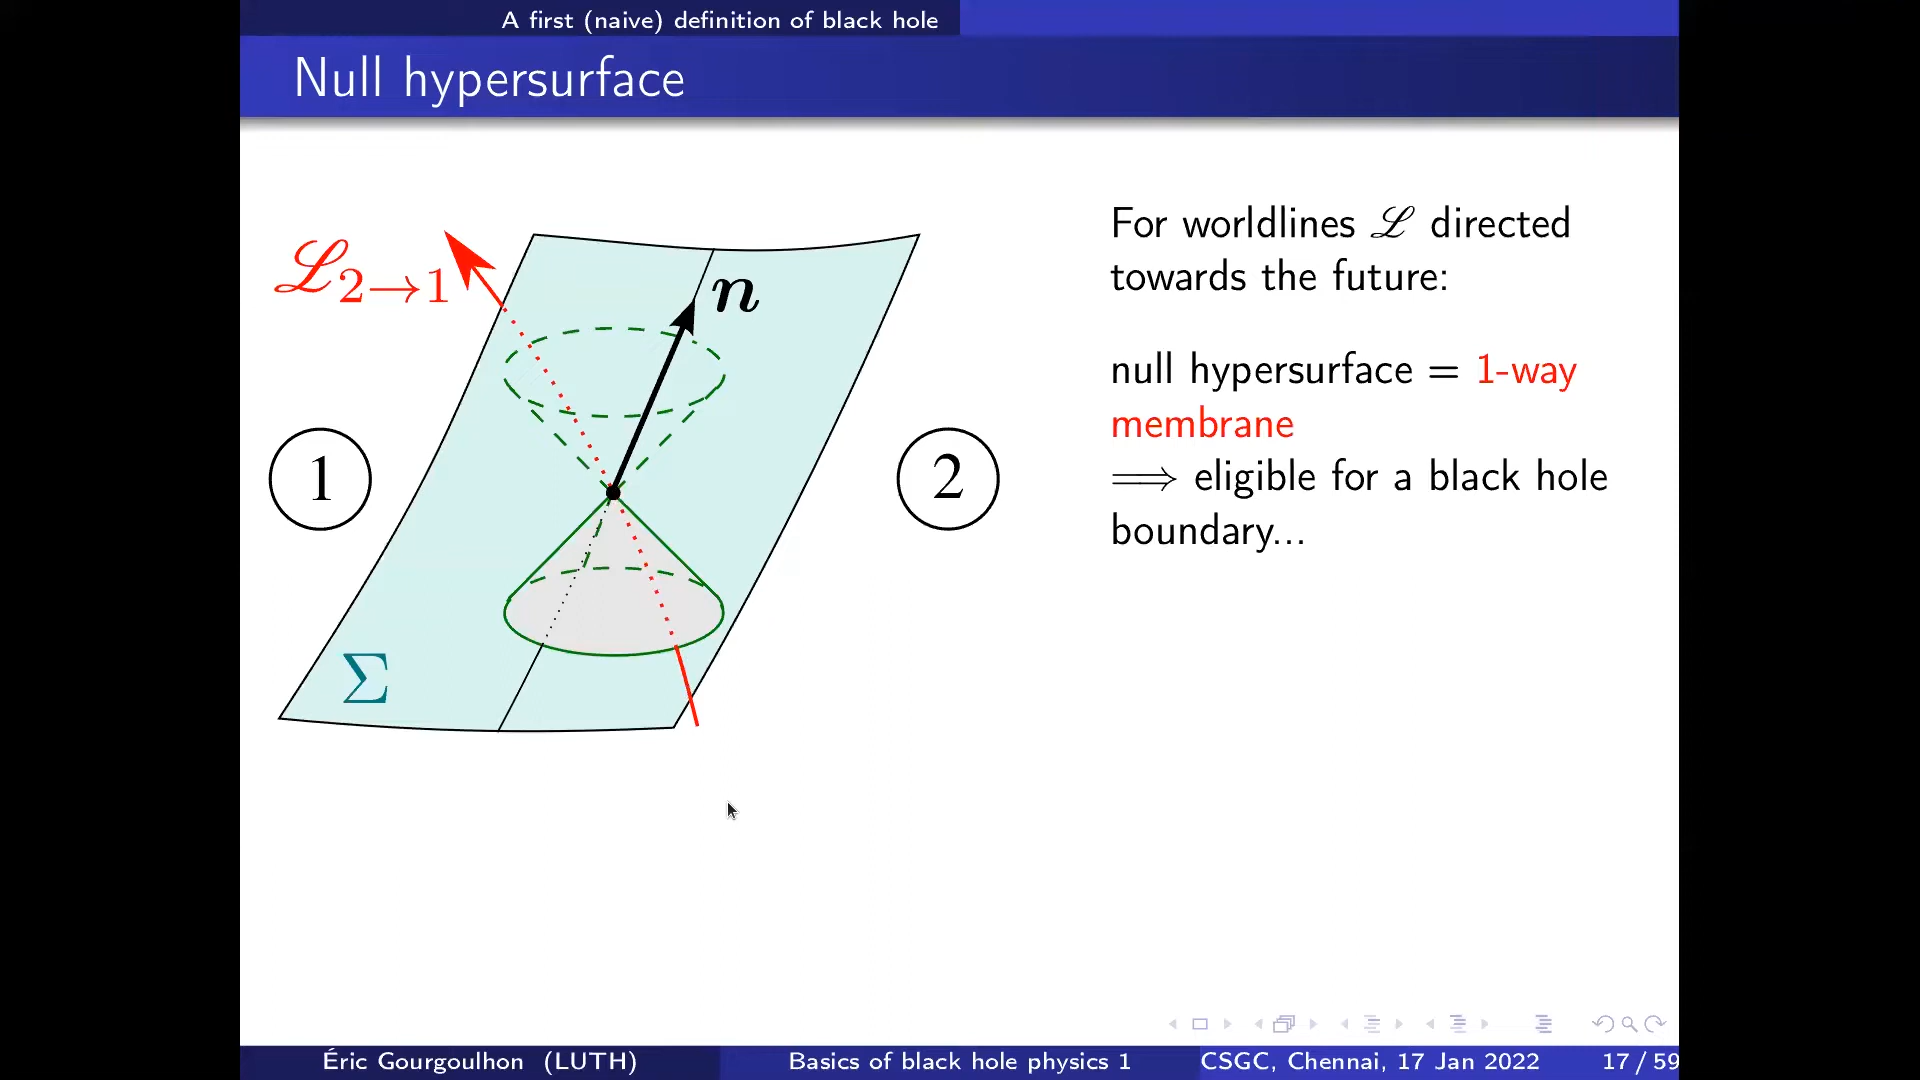 A first (naive) definition of black hole
Null hypersurface
ℒ2→1
n
1
2
Σ
For worldlines ℒ directed
towards the future:
null hypersurface = 1-way
membrane
⟹ eligible for a black hole
boundary...
Éric Gourgoulhon (LUTH)
Basics of black hole physics 1
CSGC, Chennai, 17 Jan 2022
17 / 59